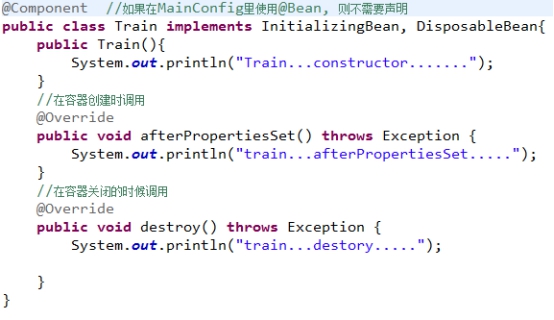 @Component  //如果在MainConfig里使用@Bean, 则不需要声明
public class Train implements InitializingBean, DisposableBean{
    public Train(){
        System.out.println("Train...constructor.......");
    }
    //在容器创建时调用
    @Override
    public void afterPropertiesSet() throws Exception {
        System.out.println("train...afterPropertiesSet.....");
    }
    //在容器关闭的时候调用
    @Override
    public void destroy() throws Exception {
        System.out.println("train...destory.....");
    }
}